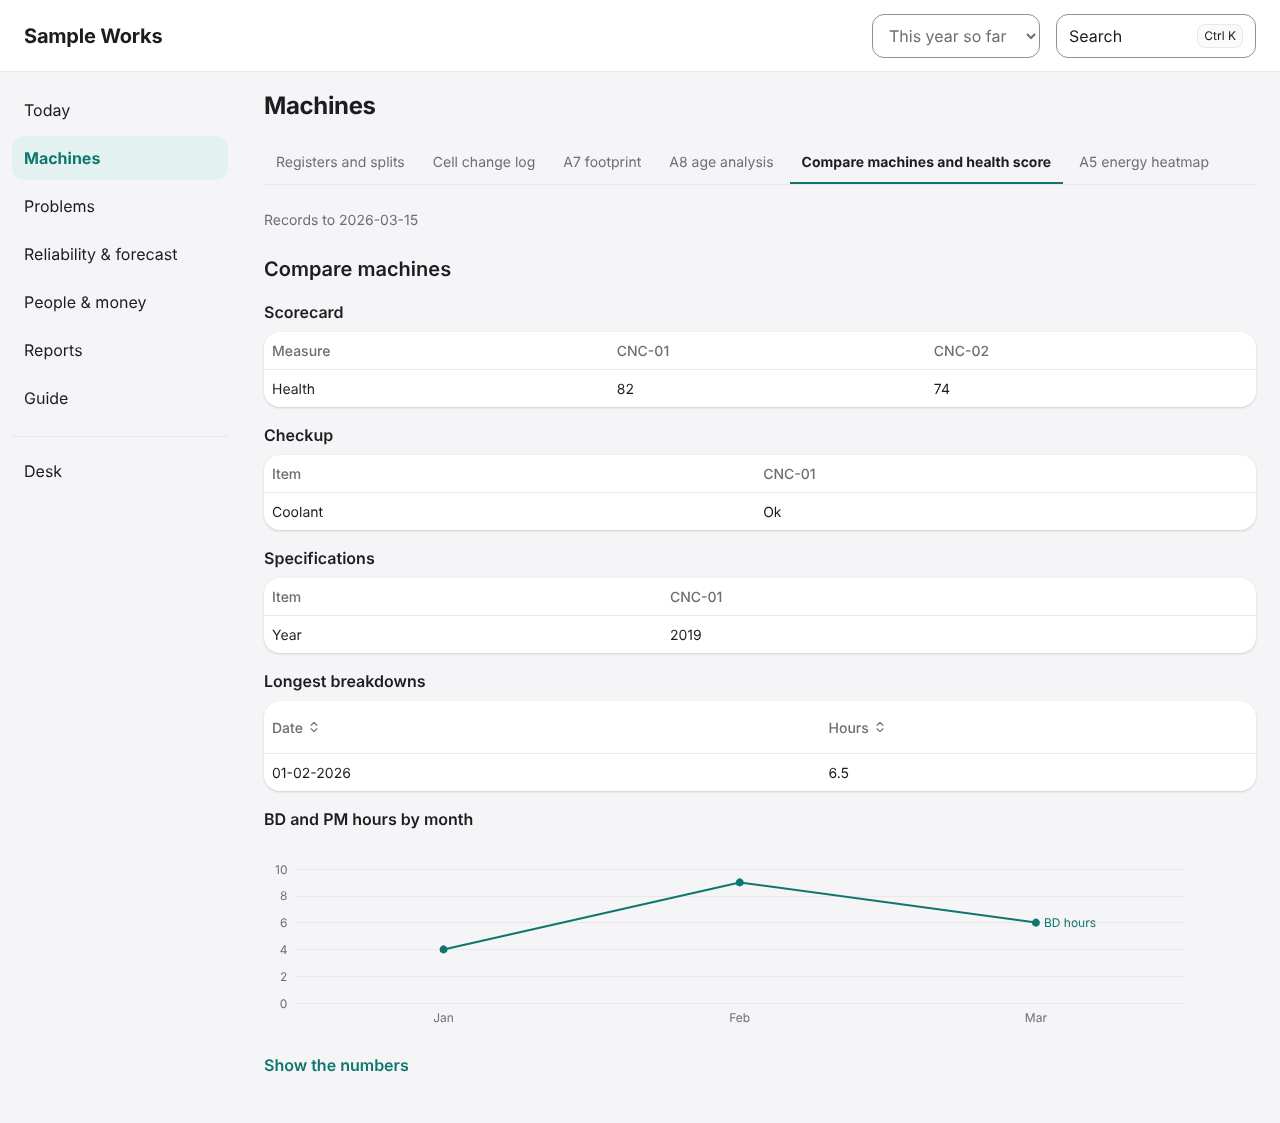 Sample Works
This year so far
Search
Ctrl K
Today
Machines
Problems
Reliability & forecast
People & money
Reports
Guide
Desk
Machines
Registers and splits
Cell change log
A7 footprint
A8 age analysis
Compare machines and health score
A5 energy heatmap
Records to 2026-03-15
Compare machines
Scorecard
Measure CNC-01 CNC-02
Health 82 74
Checkup
Item CNC-01
Coolant Ok
Specifications
Item CNC-01
Year 2019
Longest breakdowns
Date Hours
01-02-2026 6.5
BD and PM hours by month
10
8
6
4
2
0
BD hours
Jan Feb Mar
Show the numbers